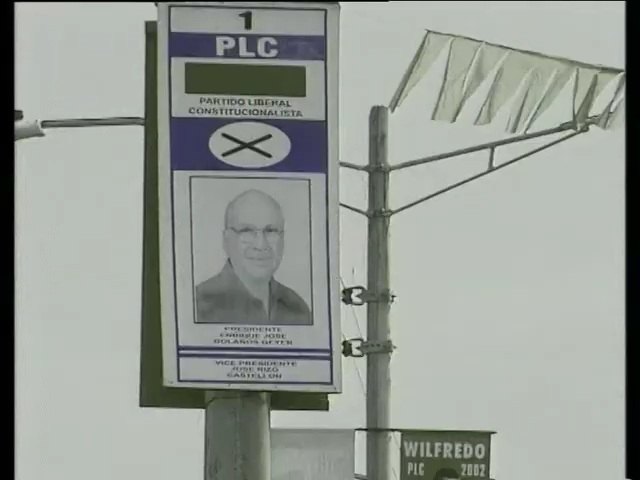 1
PLC
PARTIDO LIBERAL
CONSTITUCIONALISTA
PRESIDENTE
ENRIQUE JOSE
BOLAÑOS GEYER
VICE PRESIDENTE
JOSE RIZO
CASTELLON
WILFREDO
PLC 2002